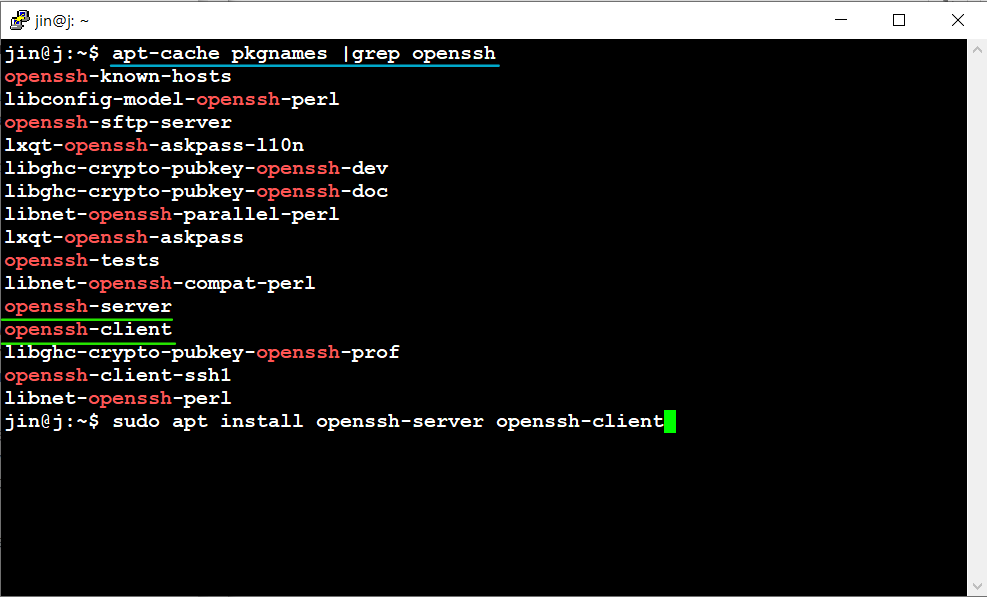 jin@j: ~
jin@j:~$ apt-cache pkgnames |grep openssh
openssh-known-hosts
libconfig-model-openssh-perl
openssh-sftp-server
lxqt-openssh-askpass-l10n
libghc-crypto-pubkey-openssh-dev
libghc-crypto-pubkey-openssh-doc
libnet-openssh-parallel-perl
lxqt-openssh-askpass
openssh-tests
libnet-openssh-compat-perl
openssh-server
openssh-client
libghc-crypto-pubkey-openssh-prof
openssh-client-ssh1
libnet-openssh-perl
jin@j:~$ sudo apt install openssh-server openssh-client